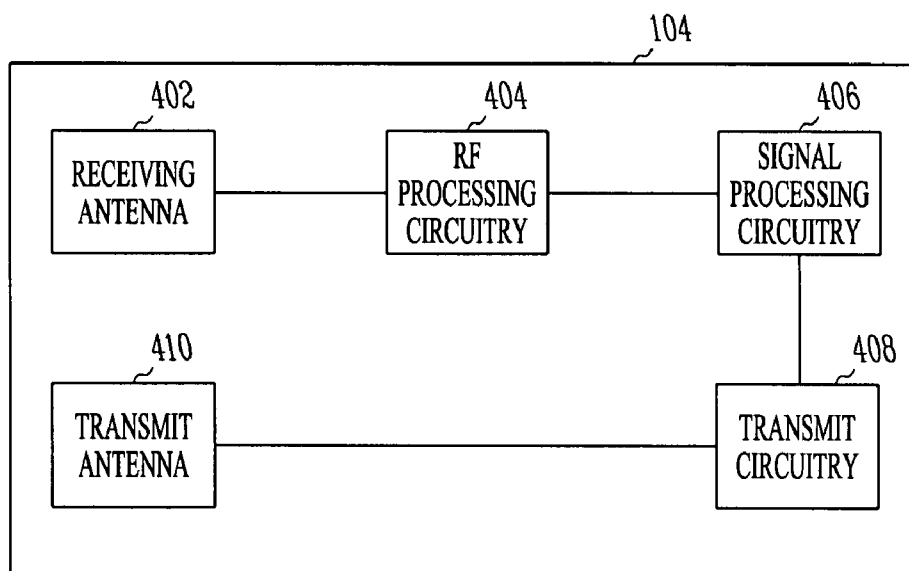 104
402
RECEIVING
ANTENNA
404
RF
PROCESSING
CIRCUITRY
406
SIGNAL
PROCESSING
CIRCUITRY
410
TRANSMIT
ANTENNA
408
TRANSMIT
CIRCUITRY